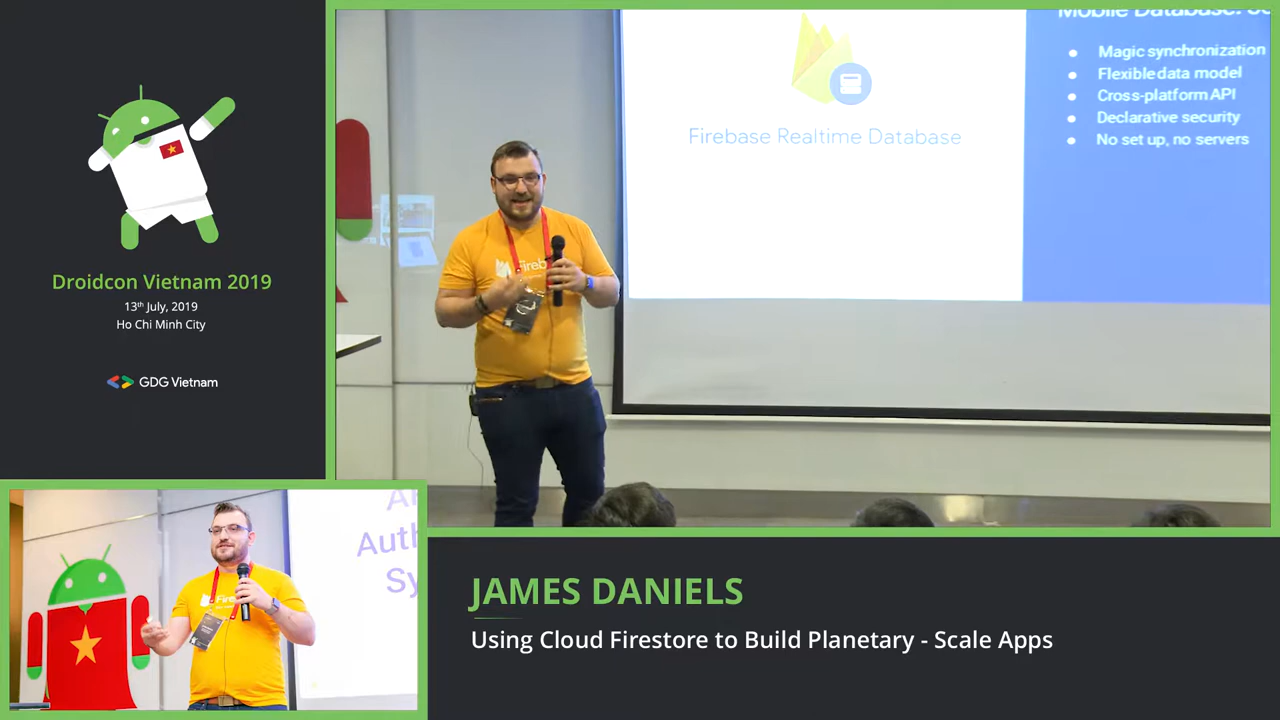 Droidcon Vietnam 2019
13th July, 2019
Ho Chi Minh City
GDG Vietnam
Firebase Realtime Database
Mobile Database:
Magic synchronization
Flexible data model
Cross-platform API
Declarative security
No set up, no servers
JAMES DANIELS
Using Cloud Firestore to Build Planetary - Scale Apps